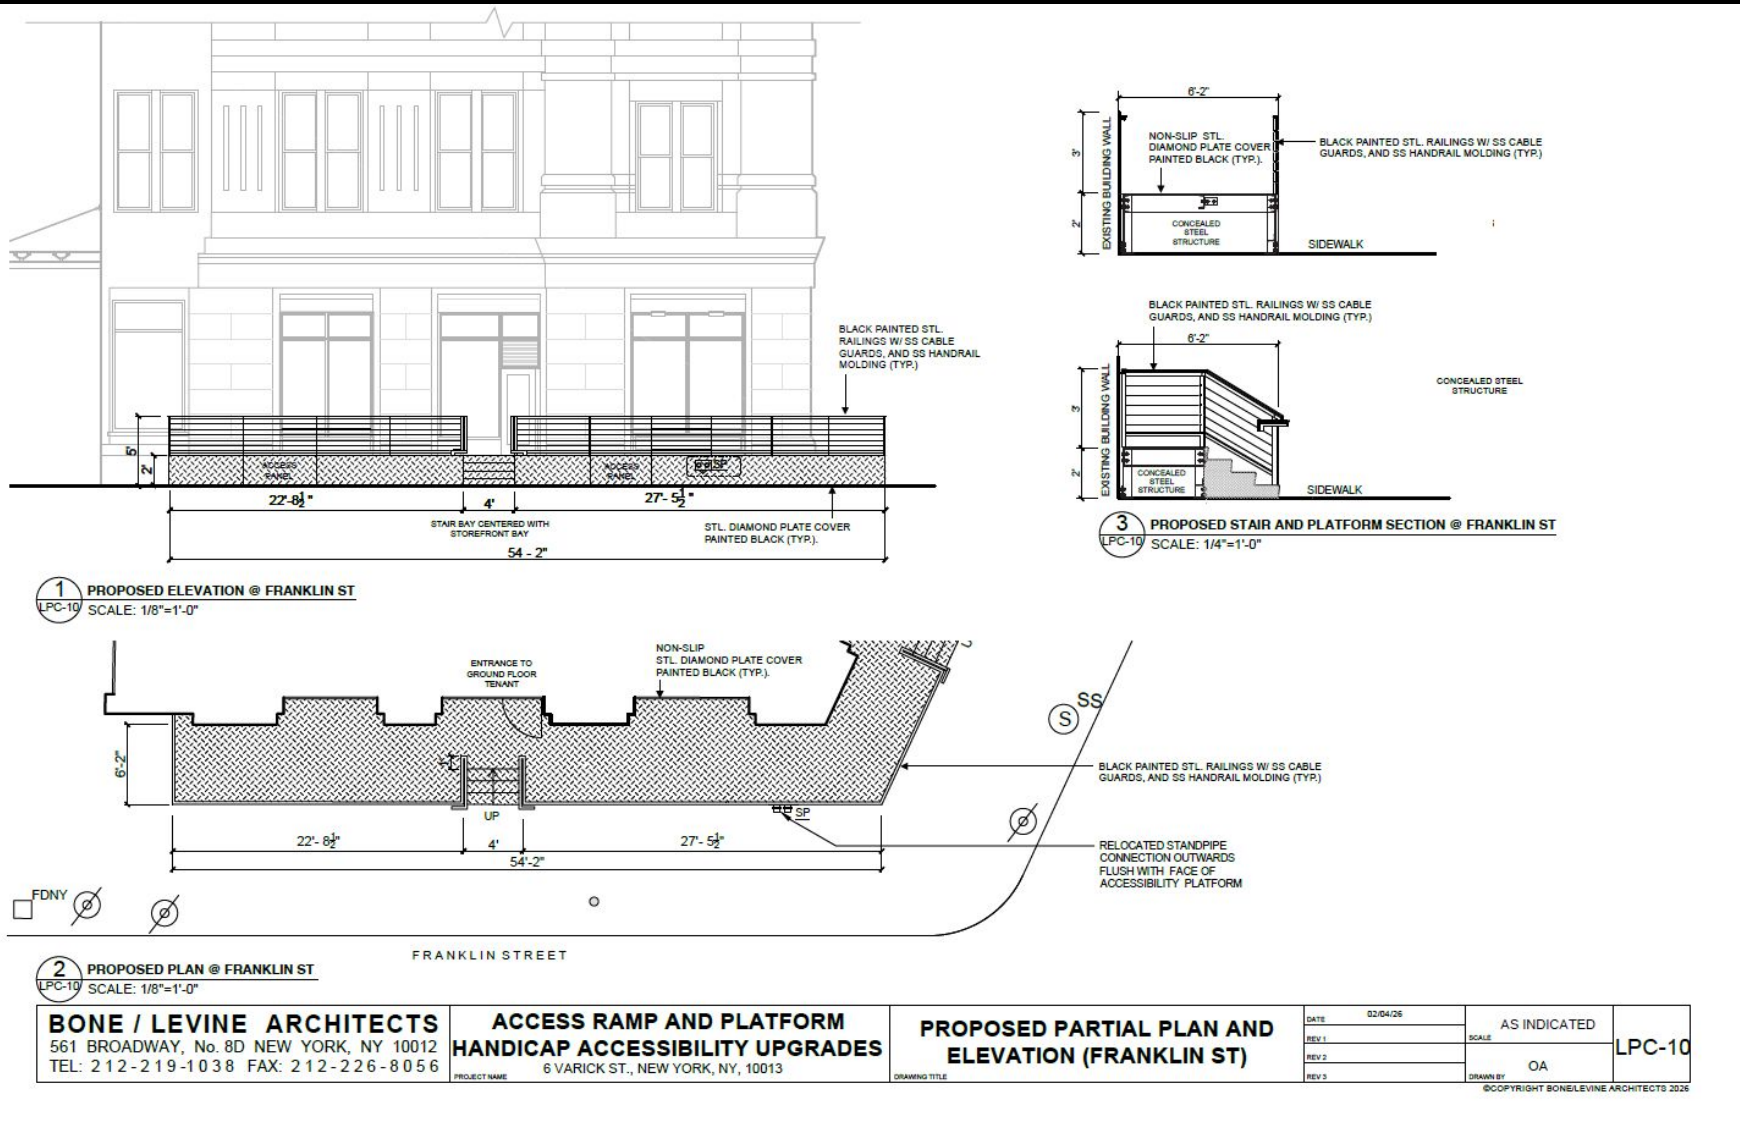 6'-2"
EXISTING BUILDING WALL
3'
2'
NON-SLIP STL.
DIAMOND PLATE COVER
PAINTED BLACK (TYP.).
BLACK PAINTED STL. RAILINGS W/ SS CABLE
GUARDS, AND SS HANDRAIL MOLDING (TYP.)
CONCEALED
STEEL
STRUCTURE
SIDEWALK
BLACK PAINTED STL. RAILINGS W/ SS CABLE
GUARDS, AND SS HANDRAIL MOLDING (TYP.)
6'-2"
EXISTING BUILDING WALL
3'
2'
CONCEALED
STEEL
STRUCTURE
SIDEWALK
CONCEALED STEEL
STRUCTURE
3
LPC-10
PROPOSED STAIR AND PLATFORM SECTION @ FRANKLIN ST
SCALE: 1/4"=1'-0"
BLACK PAINTED STL.
RAILINGS W/ SS CABLE
GUARDS, AND SS HANDRAIL
MOLDING (TYP.)
5'
2'
ACCESS
PANEL
ACCESS
PANEL
SP
22'-8½"
4'
27'- 5½"
STAIR BAY CENTERED WITH
STOREFRONT BAY
STL. DIAMOND PLATE COVER
PAINTED BLACK (TYP.).
54 - 2"
1
LPC-10
PROPOSED ELEVATION @ FRANKLIN ST
SCALE: 1/8"=1'-0"
ENTRANCE TO
GROUND FLOOR
TENANT
NON-SLIP
STL. DIAMOND PLATE COVER
PAINTED BLACK (TYP.).
6'-2"
1'
UP
SP
S
SS
BLACK PAINTED STL. RAILINGS W/ SS CABLE
GUARDS, AND SS HANDRAIL MOLDING (TYP.)
22'- 8½"
4'
27'- 5½"
54'-2"
RELOCATED STANDPIPE
CONNECTION OUTWARDS
FLUSH WITH FACE OF
ACCESSIBILITY PLATFORM
FDNY
FRANKLIN STREET
2
LPC-10
PROPOSED PLAN @ FRANKLIN ST
SCALE: 1/8"=1'-0"
BONE / LEVINE ARCHITECTS
561 BROADWAY, No. 8D NEW YORK, NY 10012
TEL: 212-219-1038 FAX: 212-226-8056
ACCESS RAMP AND PLATFORM
HANDICAP ACCESSIBILITY UPGRADES
6 VARICK ST., NEW YORK, NY, 10013
PROJECT NAME
PROPOSED PARTIAL PLAN AND
ELEVATION (FRANKLIN ST)
DRAWING TITLE
DATE 02/04/26
REV 1
REV 2
REV 3
AS INDICATED
SCALE
OA
DRAWN BY
LPC-10
©COPYRIGHT BONE/LEVINE ARCHITECTS 2026